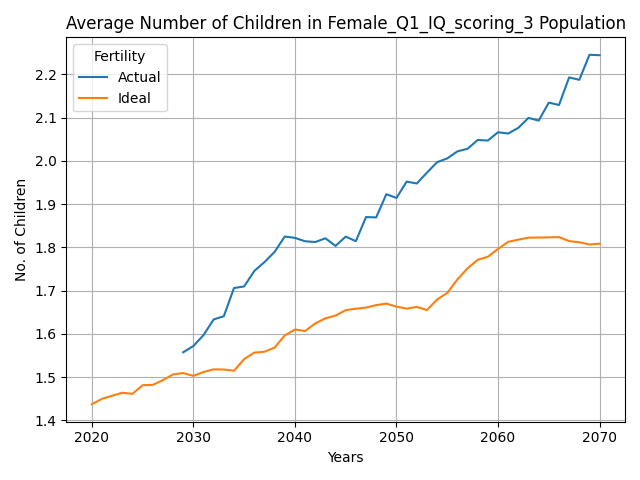 Average Number of Children in Female_Q1_IQ_scoring_3 Population
Fertility
Actual
Ideal
No. of Children
2.2
2.1
2.0
1.9
1.8
1.7
1.6
1.5
1.4
2020 2030 2040 2050 2060 2070
Years